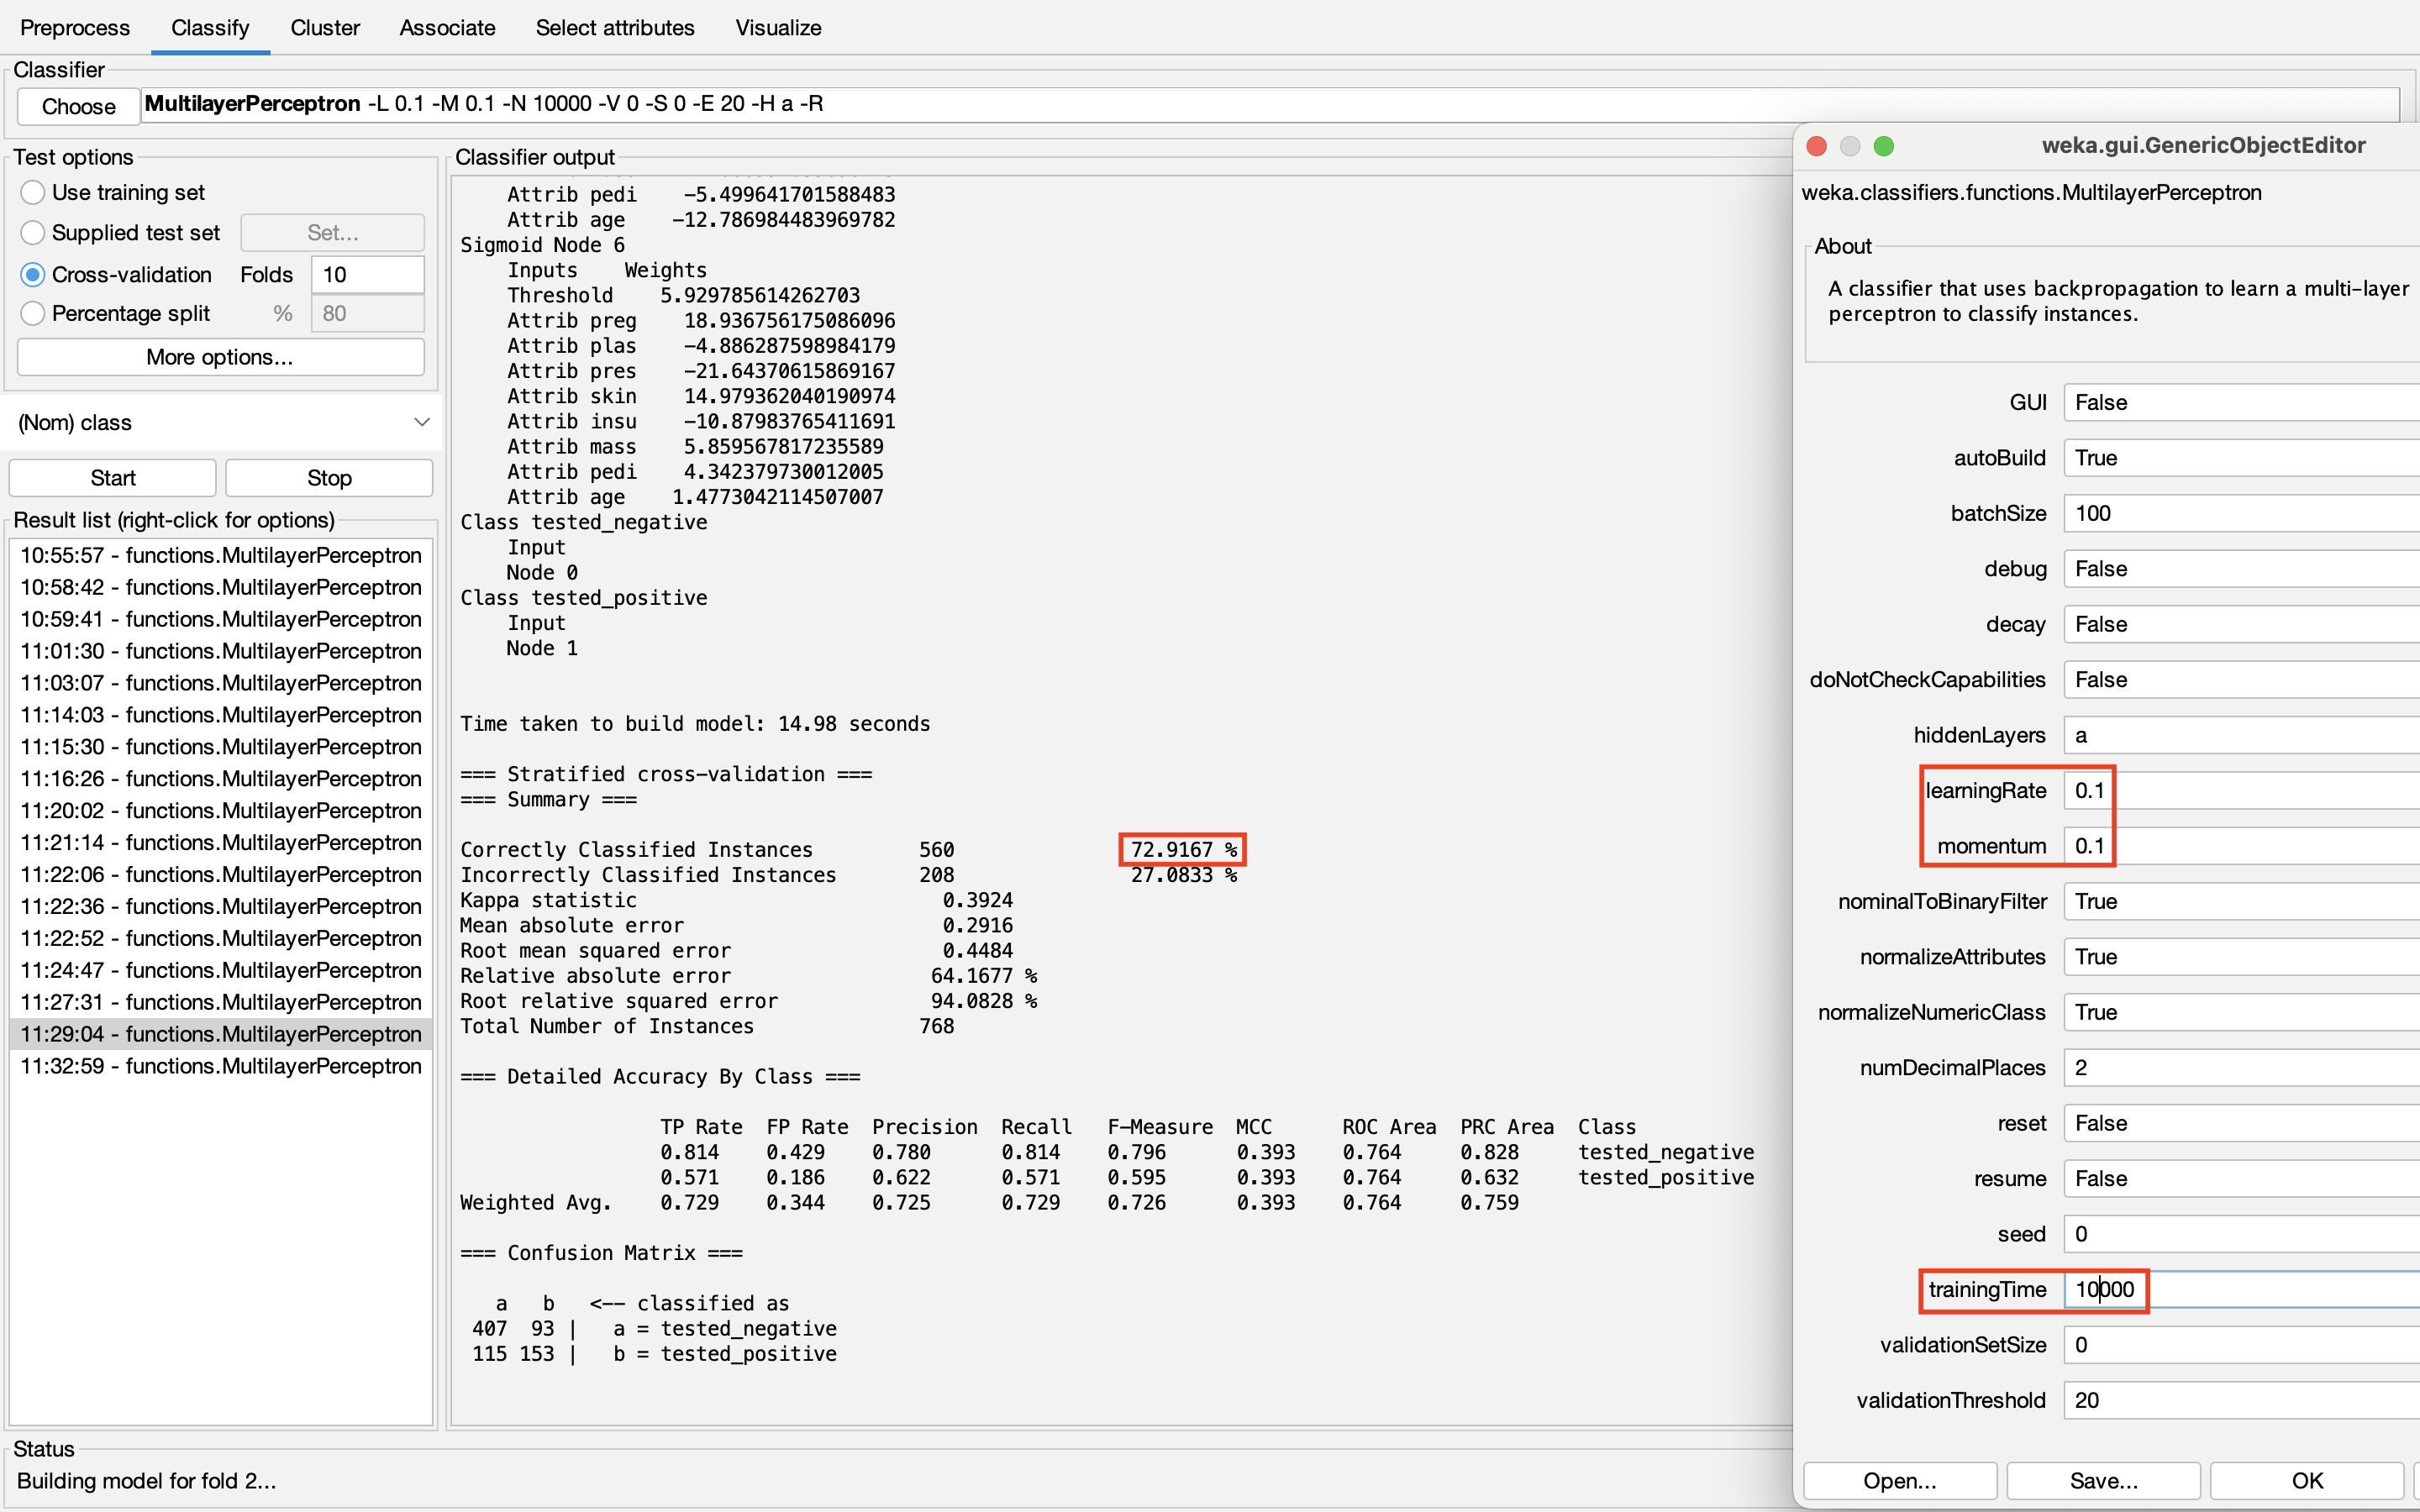 Preprocess Classify Cluster Associate Select attributes Visualize
Classifier
Choose MultilayerPerceptron -L 0.1 -M 0.1 -N 10000 -V 0 -S 0 -E 20 -H a -R
Test options
Use training set
Supplied test set Set...
Cross-validation Folds 10
Percentage split % 80
More options...
(Nom) class
Start Stop
Result list (right-click for options)
10:55:57 - functions.MultilayerPerceptron
10:58:42 - functions.MultilayerPerceptron
10:59:41 - functions.MultilayerPerceptron
11:01:30 - functions.MultilayerPerceptron
11:03:07 - functions.MultilayerPerceptron
11:14:03 - functions.MultilayerPerceptron
11:15:30 - functions.MultilayerPerceptron
11:16:26 - functions.MultilayerPerceptron
11:20:02 - functions.MultilayerPerceptron
11:21:14 - functions.MultilayerPerceptron
11:22:06 - functions.MultilayerPerceptron
11:22:36 - functions.MultilayerPerceptron
11:22:52 - functions.MultilayerPerceptron
11:24:47 - functions.MultilayerPerceptron
11:27:31 - functions.MultilayerPerceptron
11:29:04 - functions.MultilayerPerceptron
11:32:59 - functions.MultilayerPerceptron
Classifier output
Attrib pedi -5.499641701588483
Attrib age -12.786984483969782
Sigmoid Node 6
Inputs Weights
Threshold 5.929785614262703
Attrib preg 18.936756175086096
Attrib plas -4.886287598984179
Attrib pres -21.64370615869167
Attrib skin 14.979362040190974
Attrib insu -10.87983765411691
Attrib mass 5.859567817235589
Attrib pedi 4.342379730012005
Attrib age 1.4773042114507007
Class tested_negative
Input
Node 0
Class tested_positive
Input
Node 1
Time taken to build model: 14.98 seconds
=== Stratified cross-validation ===
=== Summary ===
Correctly Classified Instances 560 72.9167 %
Incorrectly Classified Instances 208 27.0833 %
Kappa statistic 0.3924
Mean absolute error 0.2916
Root mean squared error 0.4484
Relative absolute error 64.1677 %
Root relative squared error 94.0828 %
Total Number of Instances 768
=== Detailed Accuracy By Class ===
TP Rate FP Rate Precision Recall F-Measure MCC ROC Area PRC Area Class
0.814 0.429 0.780 0.814 0.796 0.393 0.764 0.828 tested_negative
0.571 0.186 0.622 0.571 0.595 0.393 0.764 0.632 tested_positive
Weighted Avg. 0.729 0.344 0.725 0.729 0.726 0.393 0.764 0.759
=== Confusion Matrix ===
a b <-- classified as
407 93 | a = tested_negative
115 153 | b = tested_positive
weka.gui.GenericObjectEditor
weka.classifiers.functions.MultilayerPerceptron
About
A classifier that uses backpropagation to learn a multi-layer
perceptron to classify instances.
GUI False
autoBuild True
batchSize 100
debug False
decay False
doNotCheckCapabilities False
hiddenLayers a
learningRate 0.1
momentum 0.1
nominalToBinaryFilter True
normalizeAttributes True
normalizeNumericClass True
numDecimalPlaces 2
reset False
resume False
seed 0
trainingTime 10000
validationSetSize 0
validationThreshold 20
Open... Save... OK
Status
Building model for fold 2...